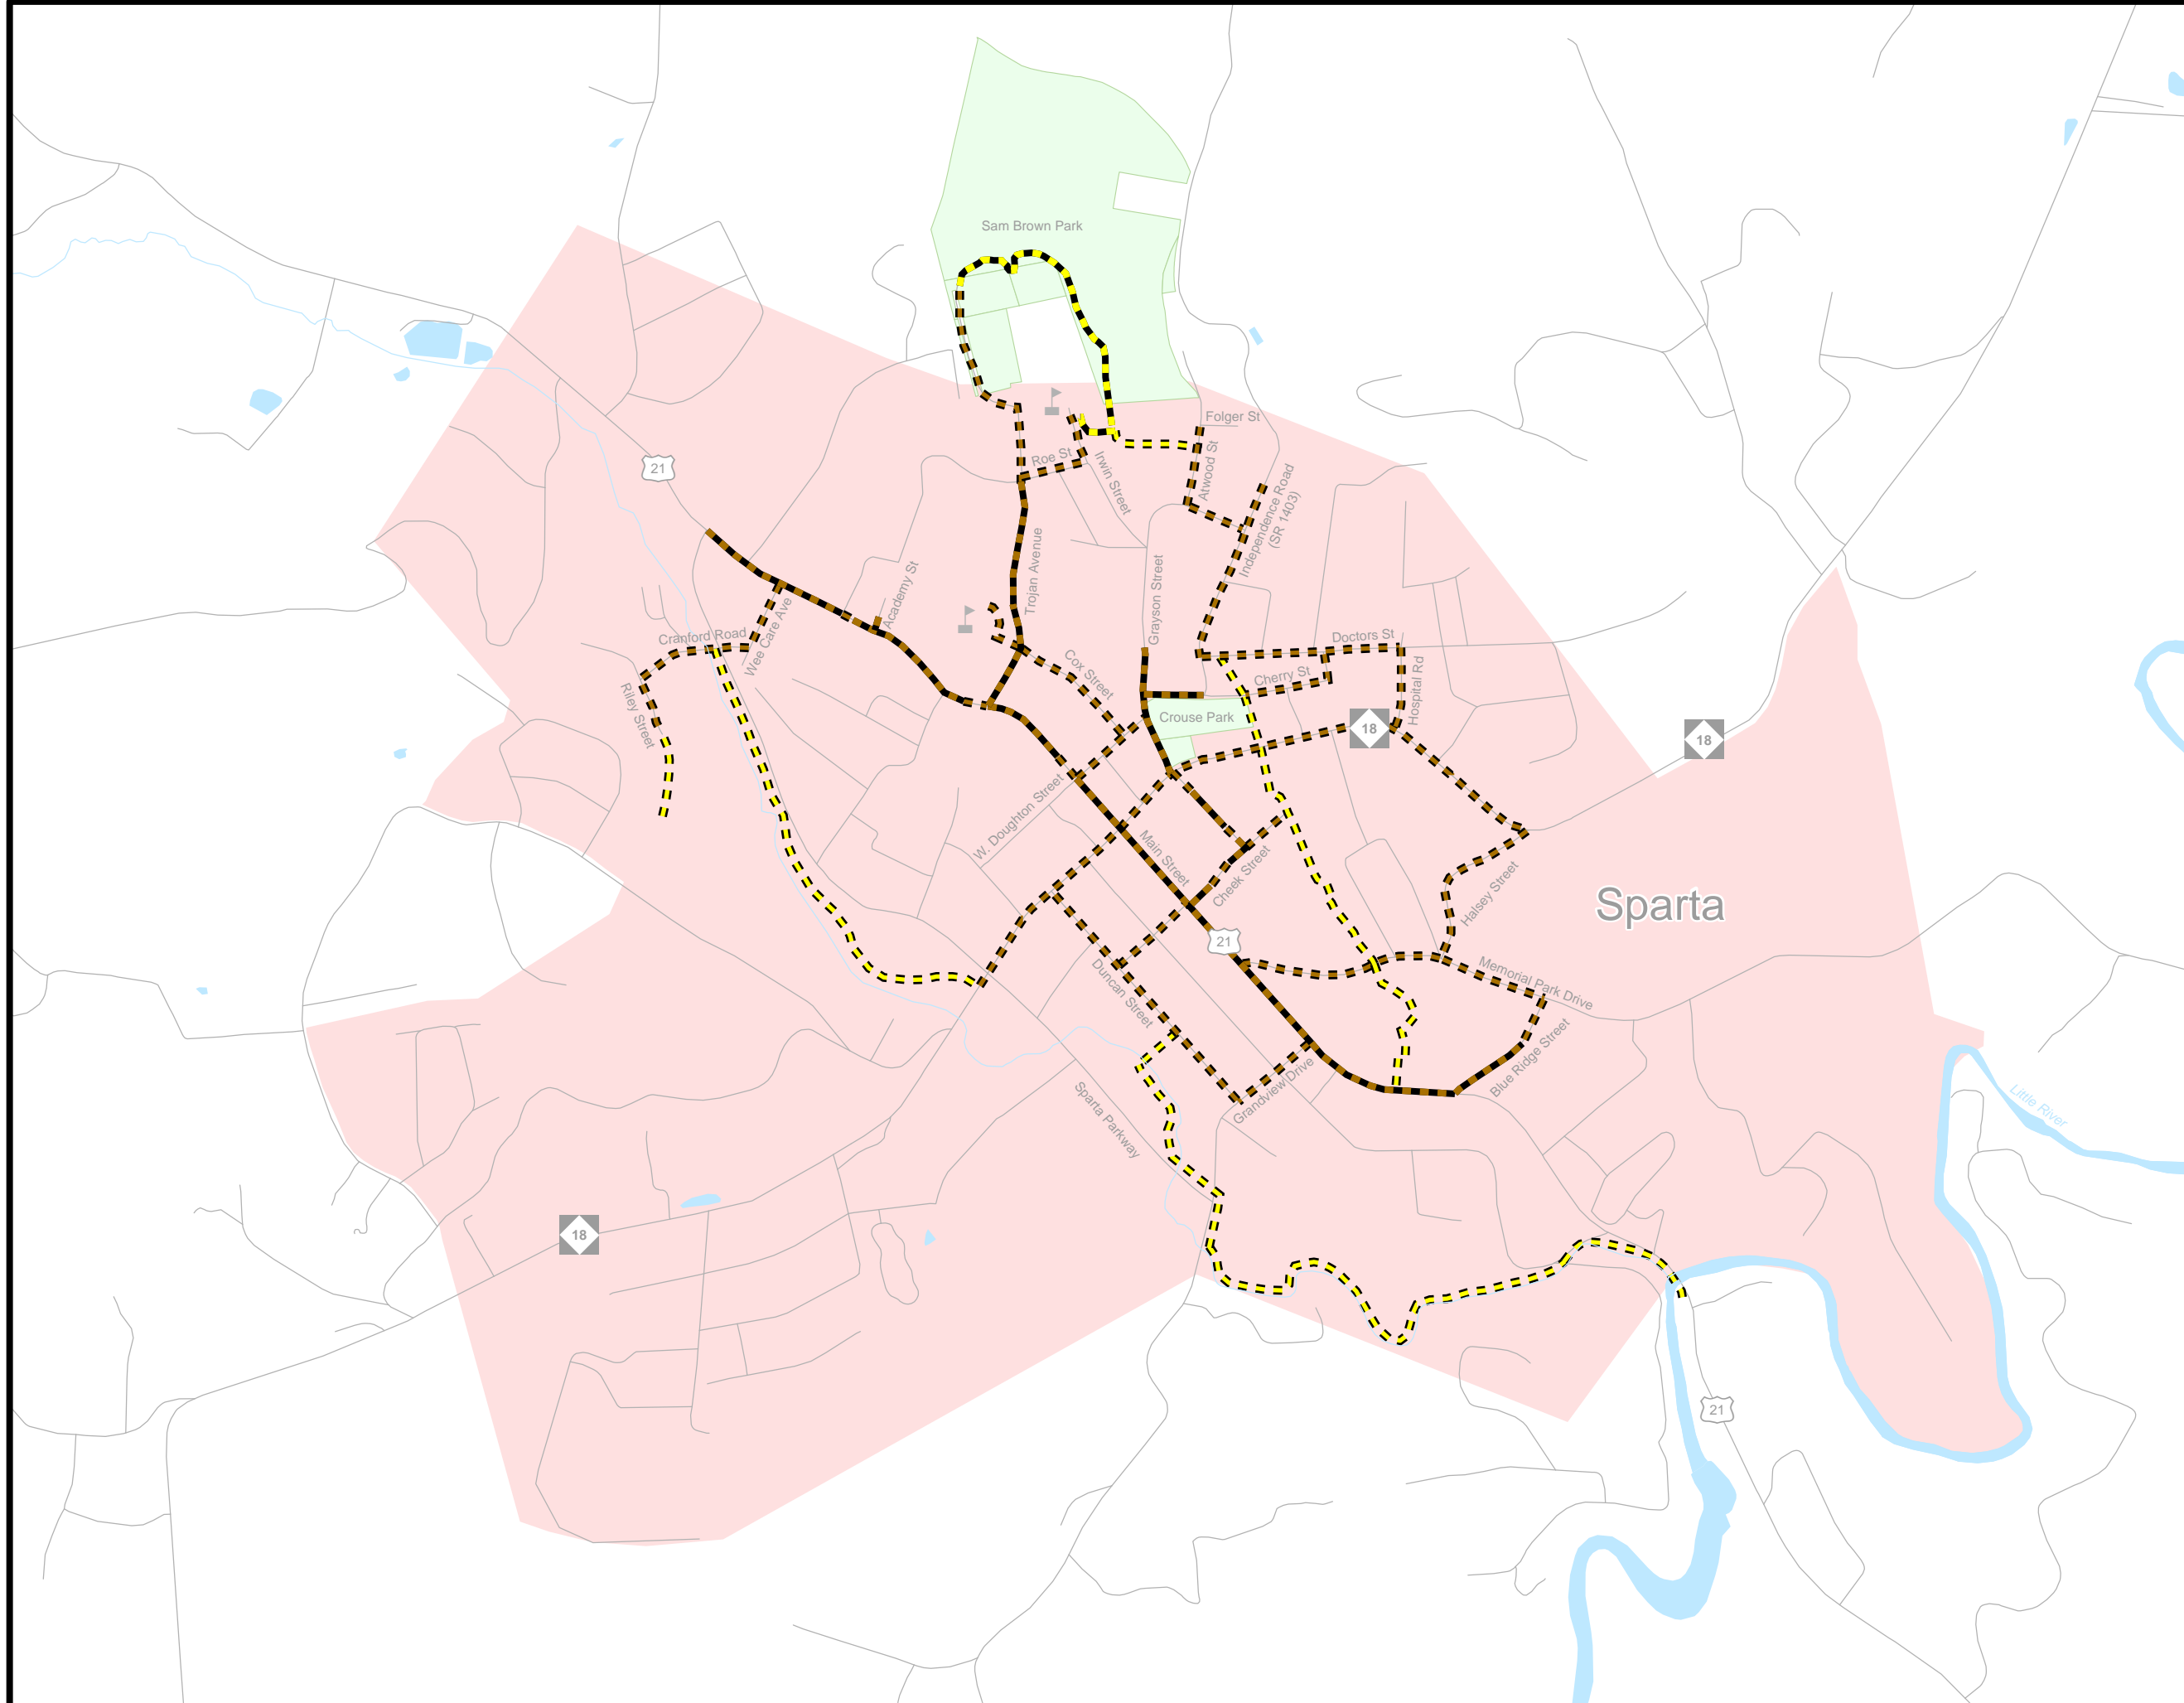 Sam Brown Park
Folger St
Roe St
Irwin Street
Atwood St
Independence Road
(SR 1403)
21
Trojan Avenue
Grayson Street
Academy St
Wee Care Ave
Cranford Road
Riley Street
Cox Street
Doctors St
Cherry St
Hospital Rd
Crouse Park
18
18
W. Doughton Street
Main Street
Cheek Street
Halsey Street
Sparta
21
Duncan Street
Memorial Park Drive
Blue Ridge Street
Grandview Drive
Sparta Parkway
Little River
18
21